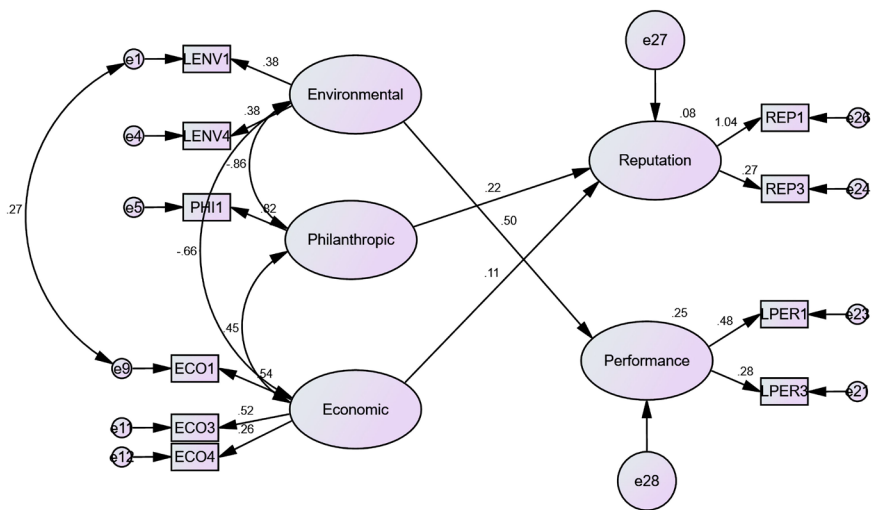 e27
e1
LENV1
.38
Environmental
.08
1.04
REP1
e26
e4
LENV4
.38
-.86
Reputation
.27
REP3
e24
.27
e5
PHI1
.82
.22
.50
Philanthropic
-.66
.11
.45
.25
.48
LPER1
e23
Performance
e9
ECO1
.54
.28
LPER3
e21
Economic
e11
ECO3
.52
e12
ECO4
.26
e28